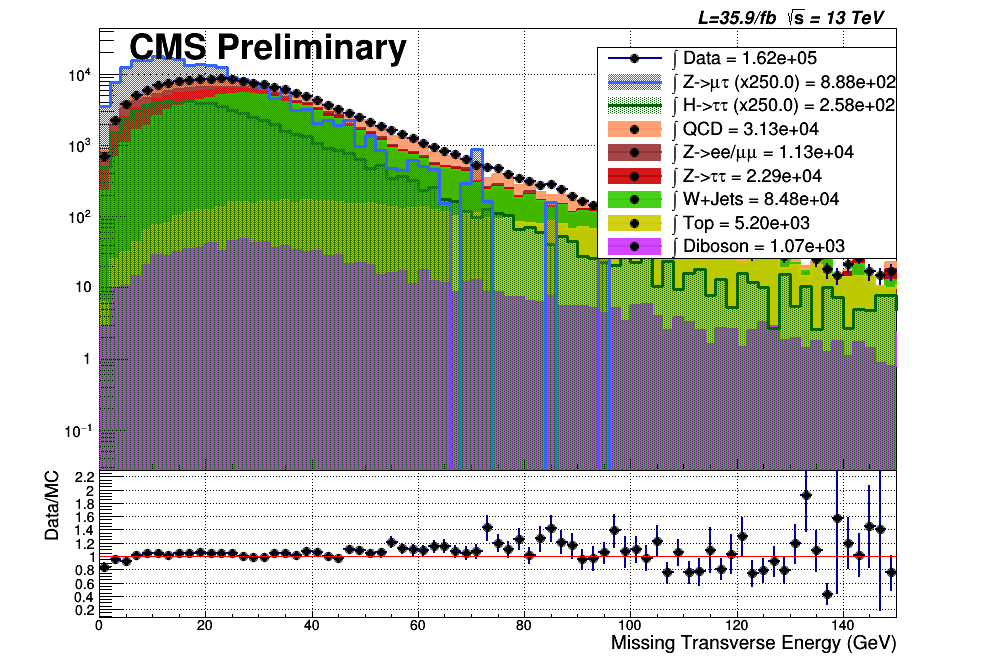 L=35.9/fb √s = 13 TeV
CMS Preliminary
∫ Data = 1.62e+05
∫ Z->μτ (x250.0) = 8.88e+02
∫ H->ττ (x250.0) = 2.58e+02
∫ QCD = 3.13e+04
∫ Z->ee/μμ = 1.13e+04
∫ Z->ττ = 2.29e+04
∫ W+Jets = 8.48e+04
∫ Top = 5.20e+03
∫ Diboson = 1.07e+03
10⁴
10³
10²
10
1
10⁻¹
Data/MC
2.2
2
1.8
1.6
1.4
1.2
1
0.8
0.6
0.4
0.2
0 20 40 60 80 100 120 140
Missing Transverse Energy (GeV)